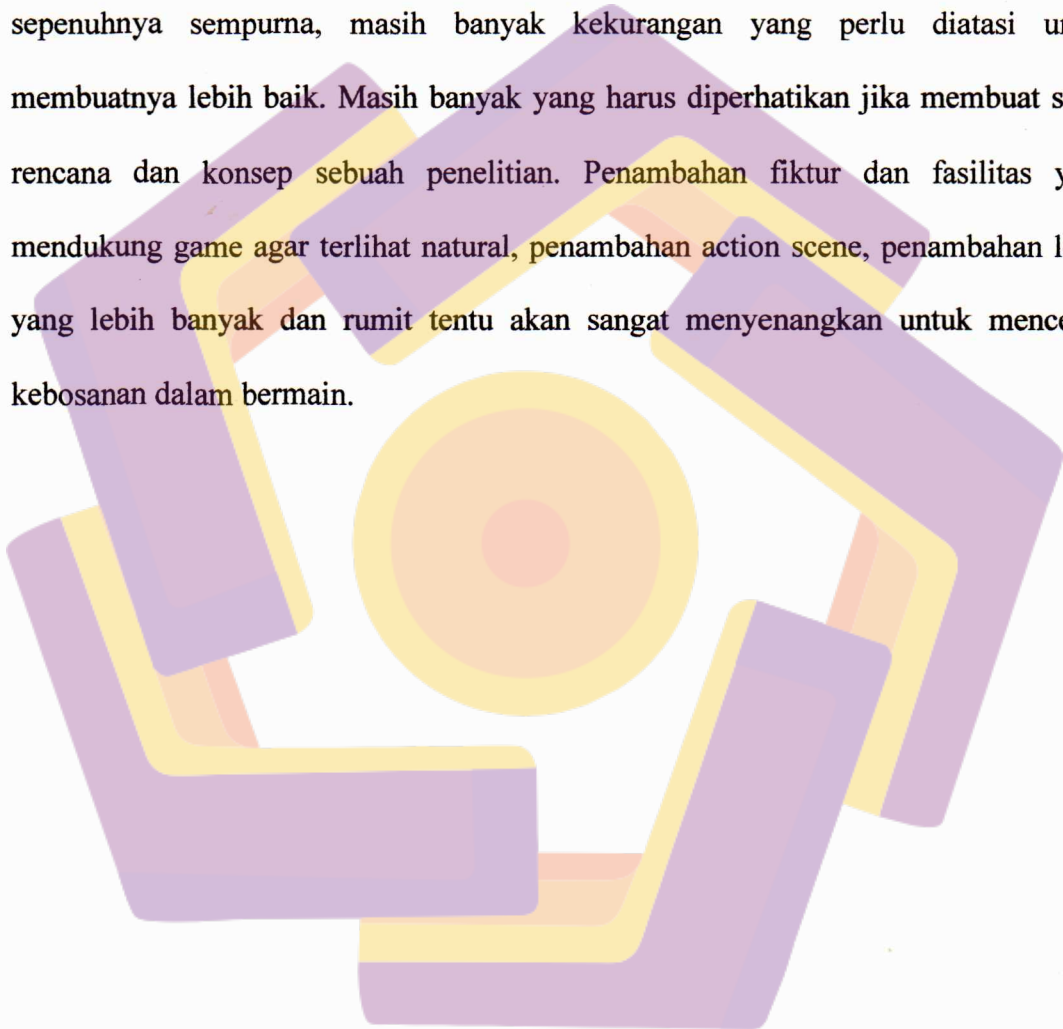 sepenuhnya sempurna, masih banyak kekurangan yang perlu diatasi
membuatnya lebih baik. Masih banyak yang harus diperhatikan jika membuat
rencana dan konsep sebuah penelitian. Penambahan fiktur dan fasilitas
mendukung game agar terlihat natural, penambahan action scene, penambahan
yang lebih banyak dan rumit tentu akan sangat menyenangkan untuk
kebosanan dalam bermain.